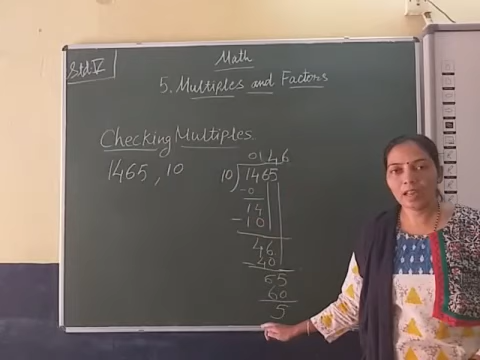 Std V
Math
5. Multiples and Factors
Checking Multiples
1465, 10
0146
10)1465
-0
14
-10
46
-40
65
60
5